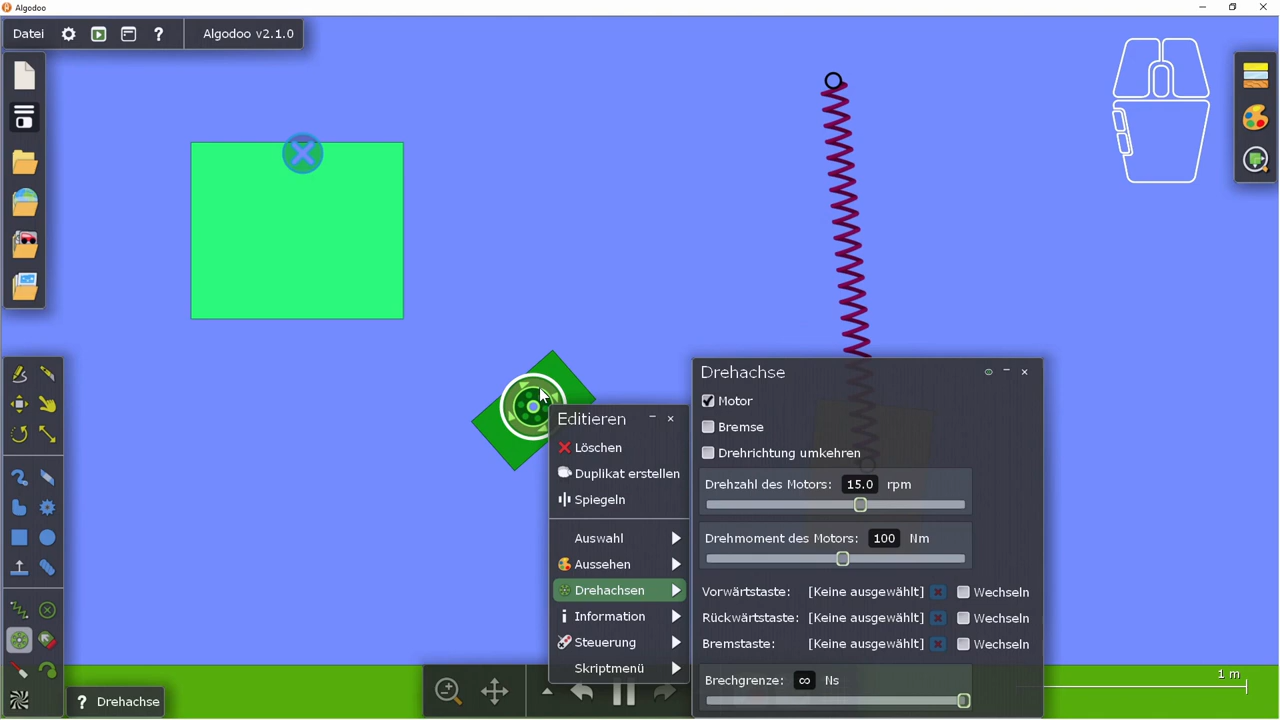 Algodoo
Datei
?
Algodoo v2.1.0
Drehachse
Motor
Bremse
Drehrichtung umkehren
Drehzahl des Motors: 15.0 rpm
Drehmoment des Motors: 100 Nm
Vorwärtstaste: [Keine ausgewählt] Wechseln
Rückwärtstaste: [Keine ausgewählt] Wechseln
Bremstaste: [Keine ausgewählt] Wechseln
Brechgrenze: ∞ Ns
Editieren
Löschen
Duplikat erstellen
Spiegeln
Auswahl
Aussehen
Drehachsen
Information
Steuerung
Skriptmenü
? Drehachse
1 m